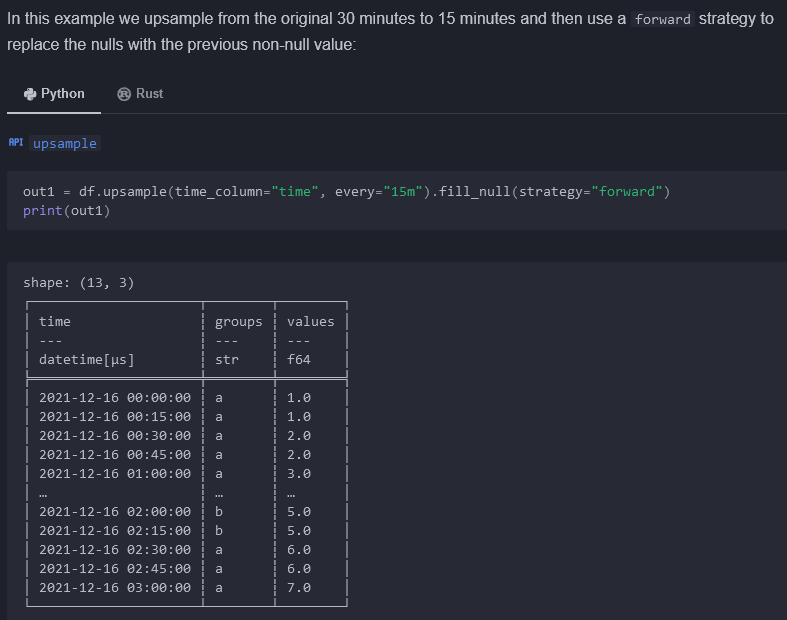 In this example we upsample from the original 30 minutes to 15 minutes and then use a forward strategy to
replace the nulls with the previous non-null value:
Python Rust
API upsample
out1 = df.upsample(time_column="time", every="15m").fill_null(strategy="forward")
print(out1)
shape: (13, 3)
time groups values
--- --- ---
datetime[μs] str f64
2021-12-16 00:00:00 a 1.0
2021-12-16 00:15:00 a 1.0
2021-12-16 00:30:00 a 2.0
2021-12-16 00:45:00 a 2.0
2021-12-16 01:00:00 a 3.0
… … …
2021-12-16 02:00:00 b 5.0
2021-12-16 02:15:00 b 5.0
2021-12-16 02:30:00 a 6.0
2021-12-16 02:45:00 a 6.0
2021-12-16 03:00:00 a 7.0